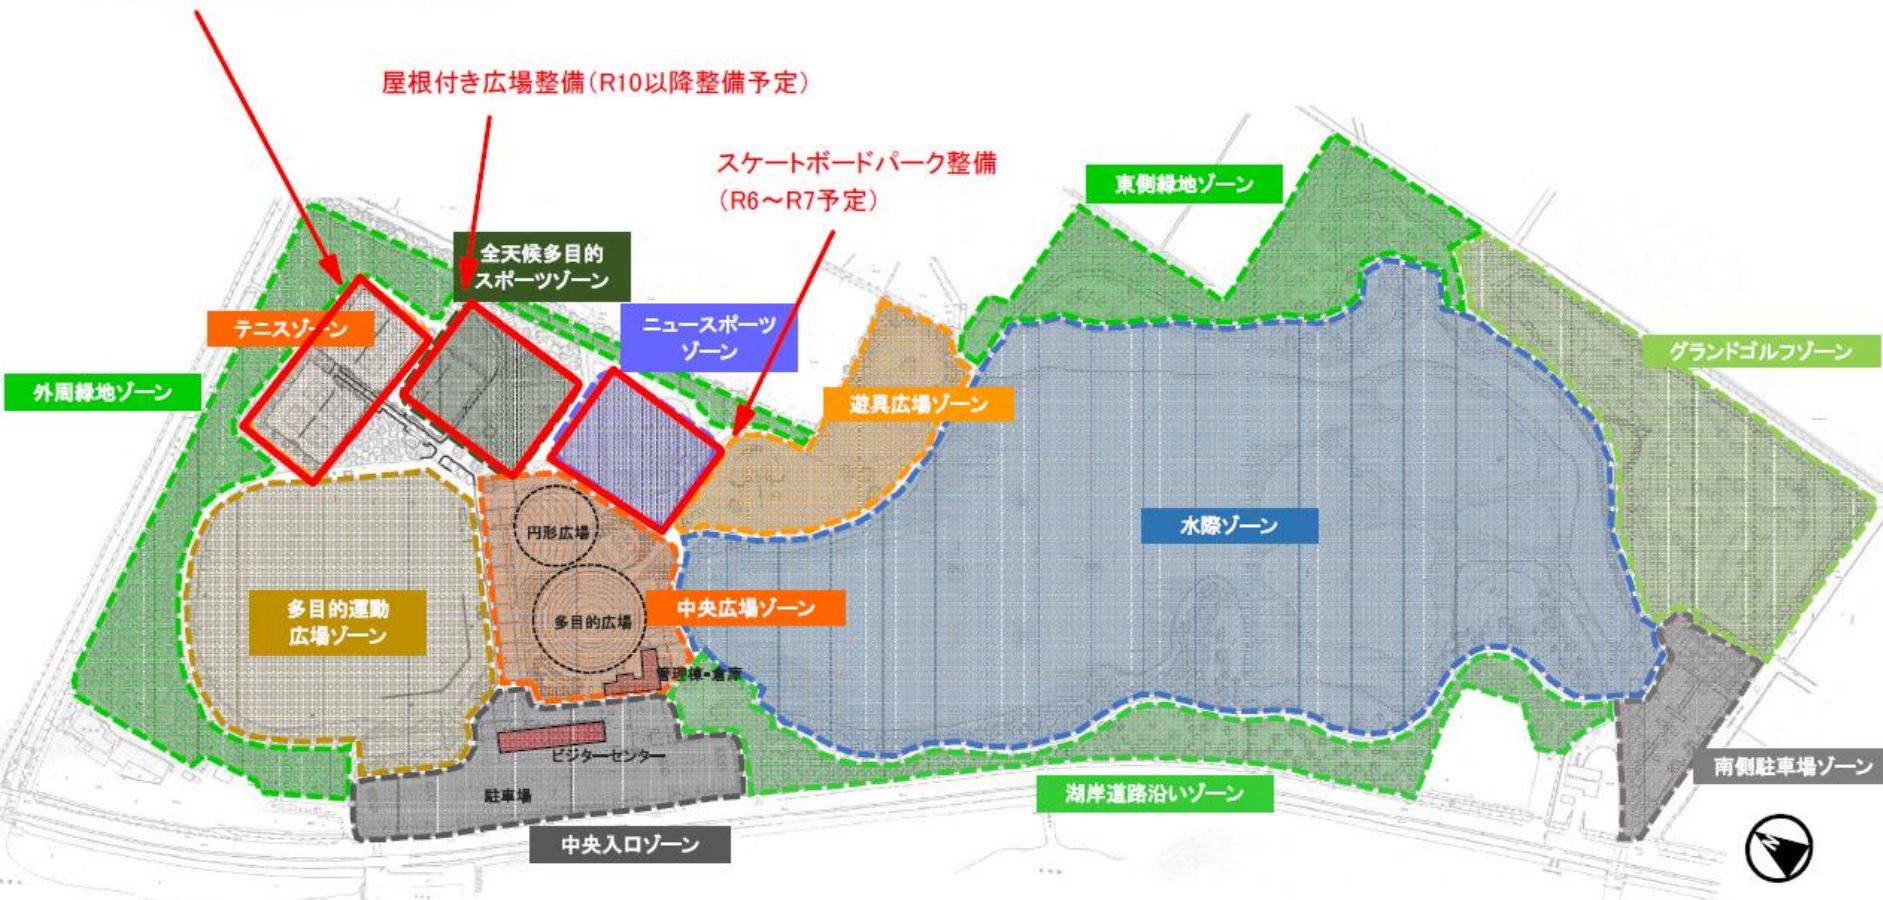 屋根付き広場整備（R10以降整備予定）
スケートボードパーク整備
（R6～R7予定）
東側緑地ゾーン
全天候多目的
スポーツゾーン
テニスゾーン
ニュースポーツ
ゾーン
グランドゴルフゾーン
外周緑地ゾーン
遊具広場ゾーン
円形広場
水際ゾーン
多目的運動
広場ゾーン
多目的広場
中央広場ゾーン
管理棟・倉庫
ビジターセンター
南側駐車場ゾーン
駐車場
湖岸道路沿いゾーン
中央入口ゾーン
N